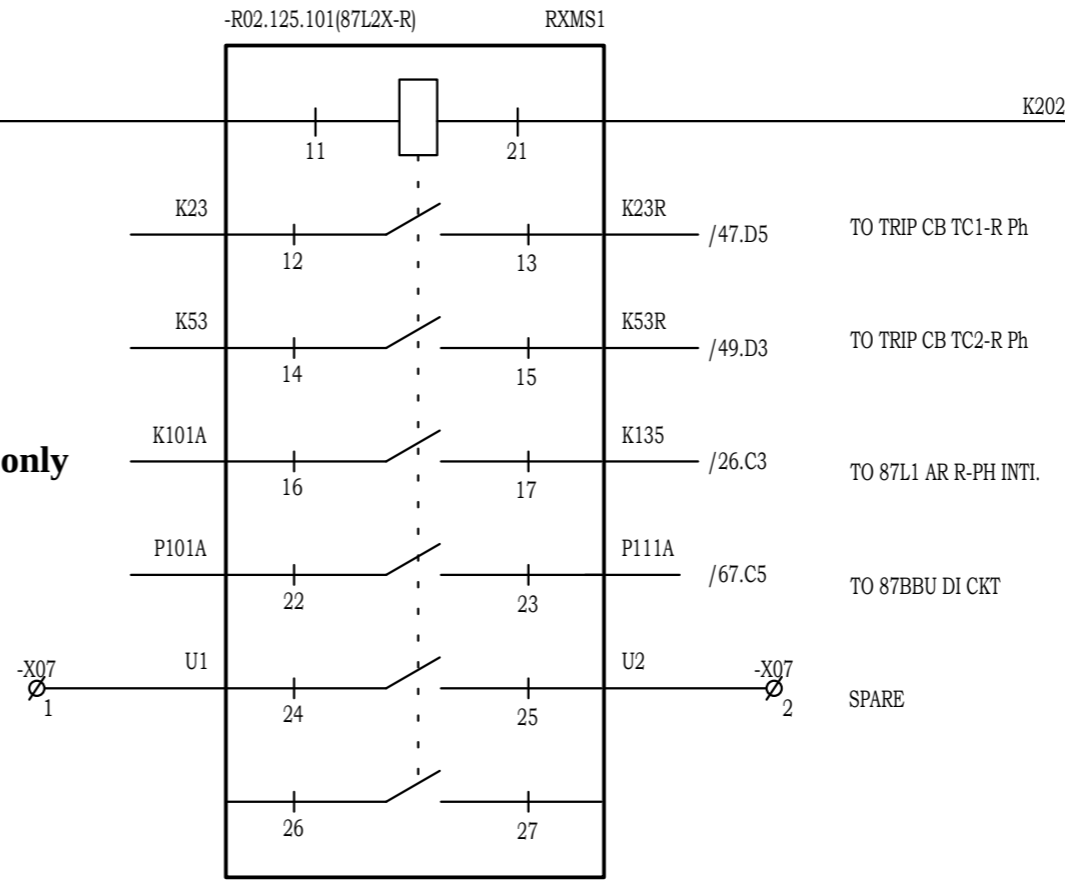 -R02.125.101(87L2X-R) RXMS1
K202
11 21
K23 K23R
/47.D5 TO TRIP CB TC1-R Ph
12 13
K53 K53R
/49.D3 TO TRIP CB TC2-R Ph
14 15
K101A K135
only /26.C3 TO 87L1 AR R-PH INTI.
16 17
P101A P111A
/67.C5 TO 87BBU DI CKT
22 23
-X07 U1 U2 -X07
1 24 25 2 SPARE
26 27